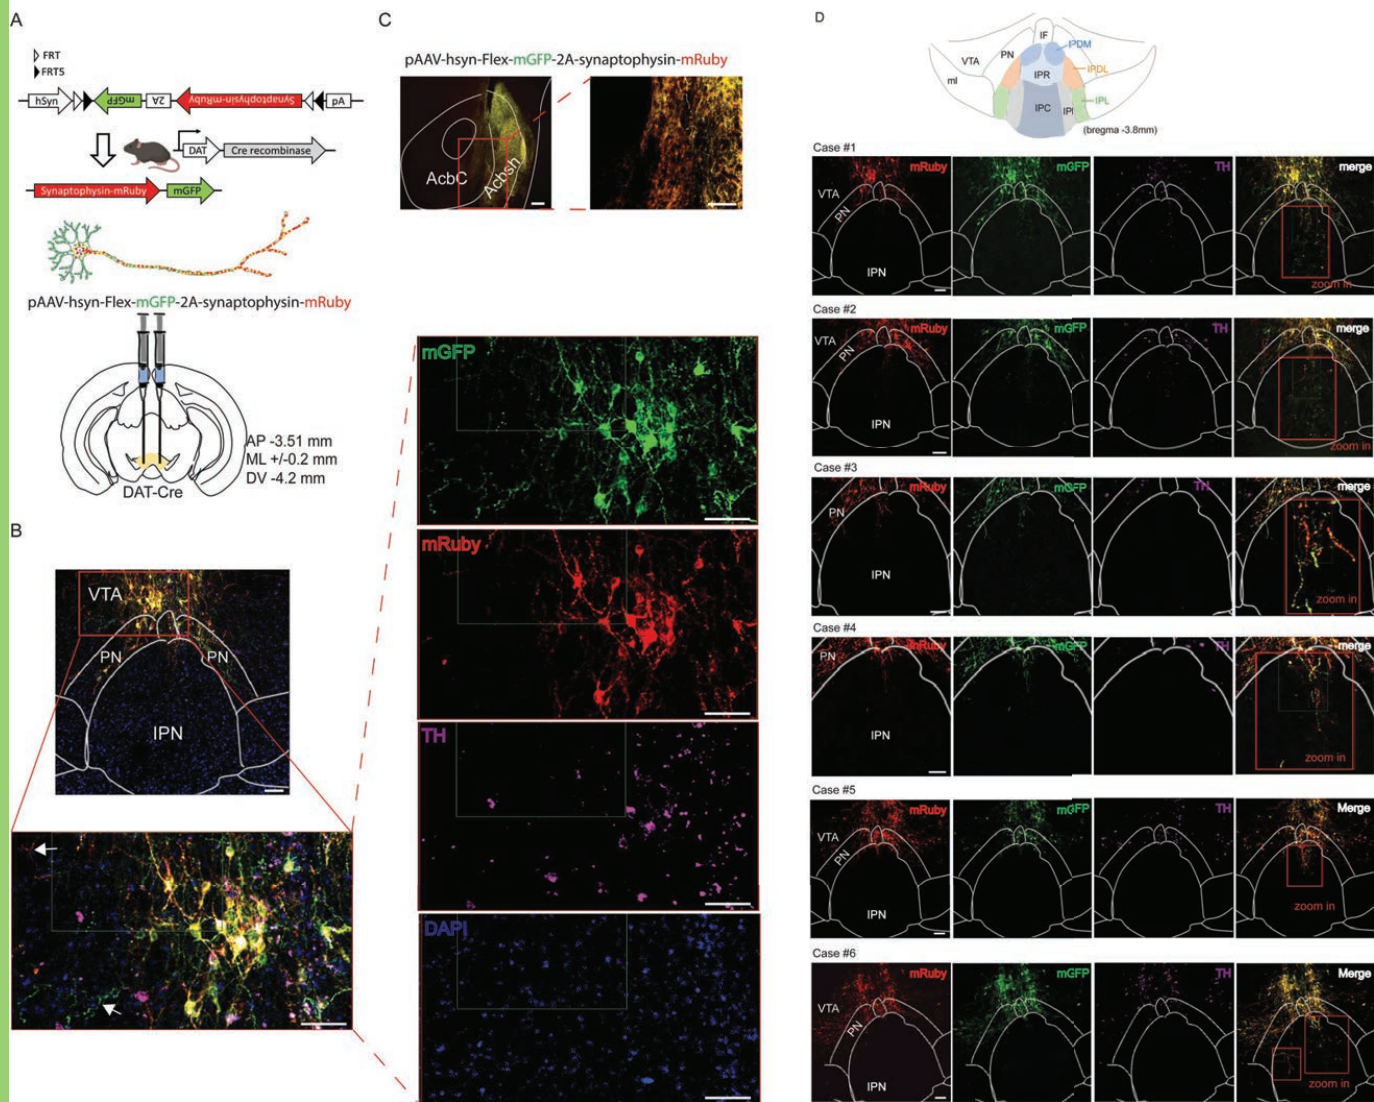 A
FRT
FRT5
hSyn
mGFP
2A
Synaptophysin-mRuby
pA
DAT
Cre recombinase
Synaptophysin-mRuby
mGFP
pAAV-hsyn-Flex-mGFP-2A-synaptophysin-mRuby
AP -3.51 mm
ML +/-0.2 mm
DV -4.2 mm
DAT-Cre
B
VTA
PN
PN
IPN
C
pAAV-hsyn-Flex-mGFP-2A-synaptophysin-mRuby
AcbC
Acbsh
mGFP
mRuby
TH
DAPI
D
IF
VTA
PN
IPDM
ml
IPR
IPDL
IPC
IPI
IPL
(bregma -3.8mm)
Case #1
mRuby
mGFP
TH
merge
VTA
PN
IPN
zoom in
Case #2
mRuby
mGFP
TH
merge
VTA
PN
IPN
zoom in
Case #3
mRuby
mGFP
TH
merge
PN
IPN
zoom in
Case #4
mRuby
mGFP
TH
merge
PN
IPN
zoom in
Case #5
mRuby
mGFP
TH
Merge
VTA
PN
IPN
zoom in
Case #6
mRuby
mGFP
TH
Merge
VTA
PN
IPN
zoom in